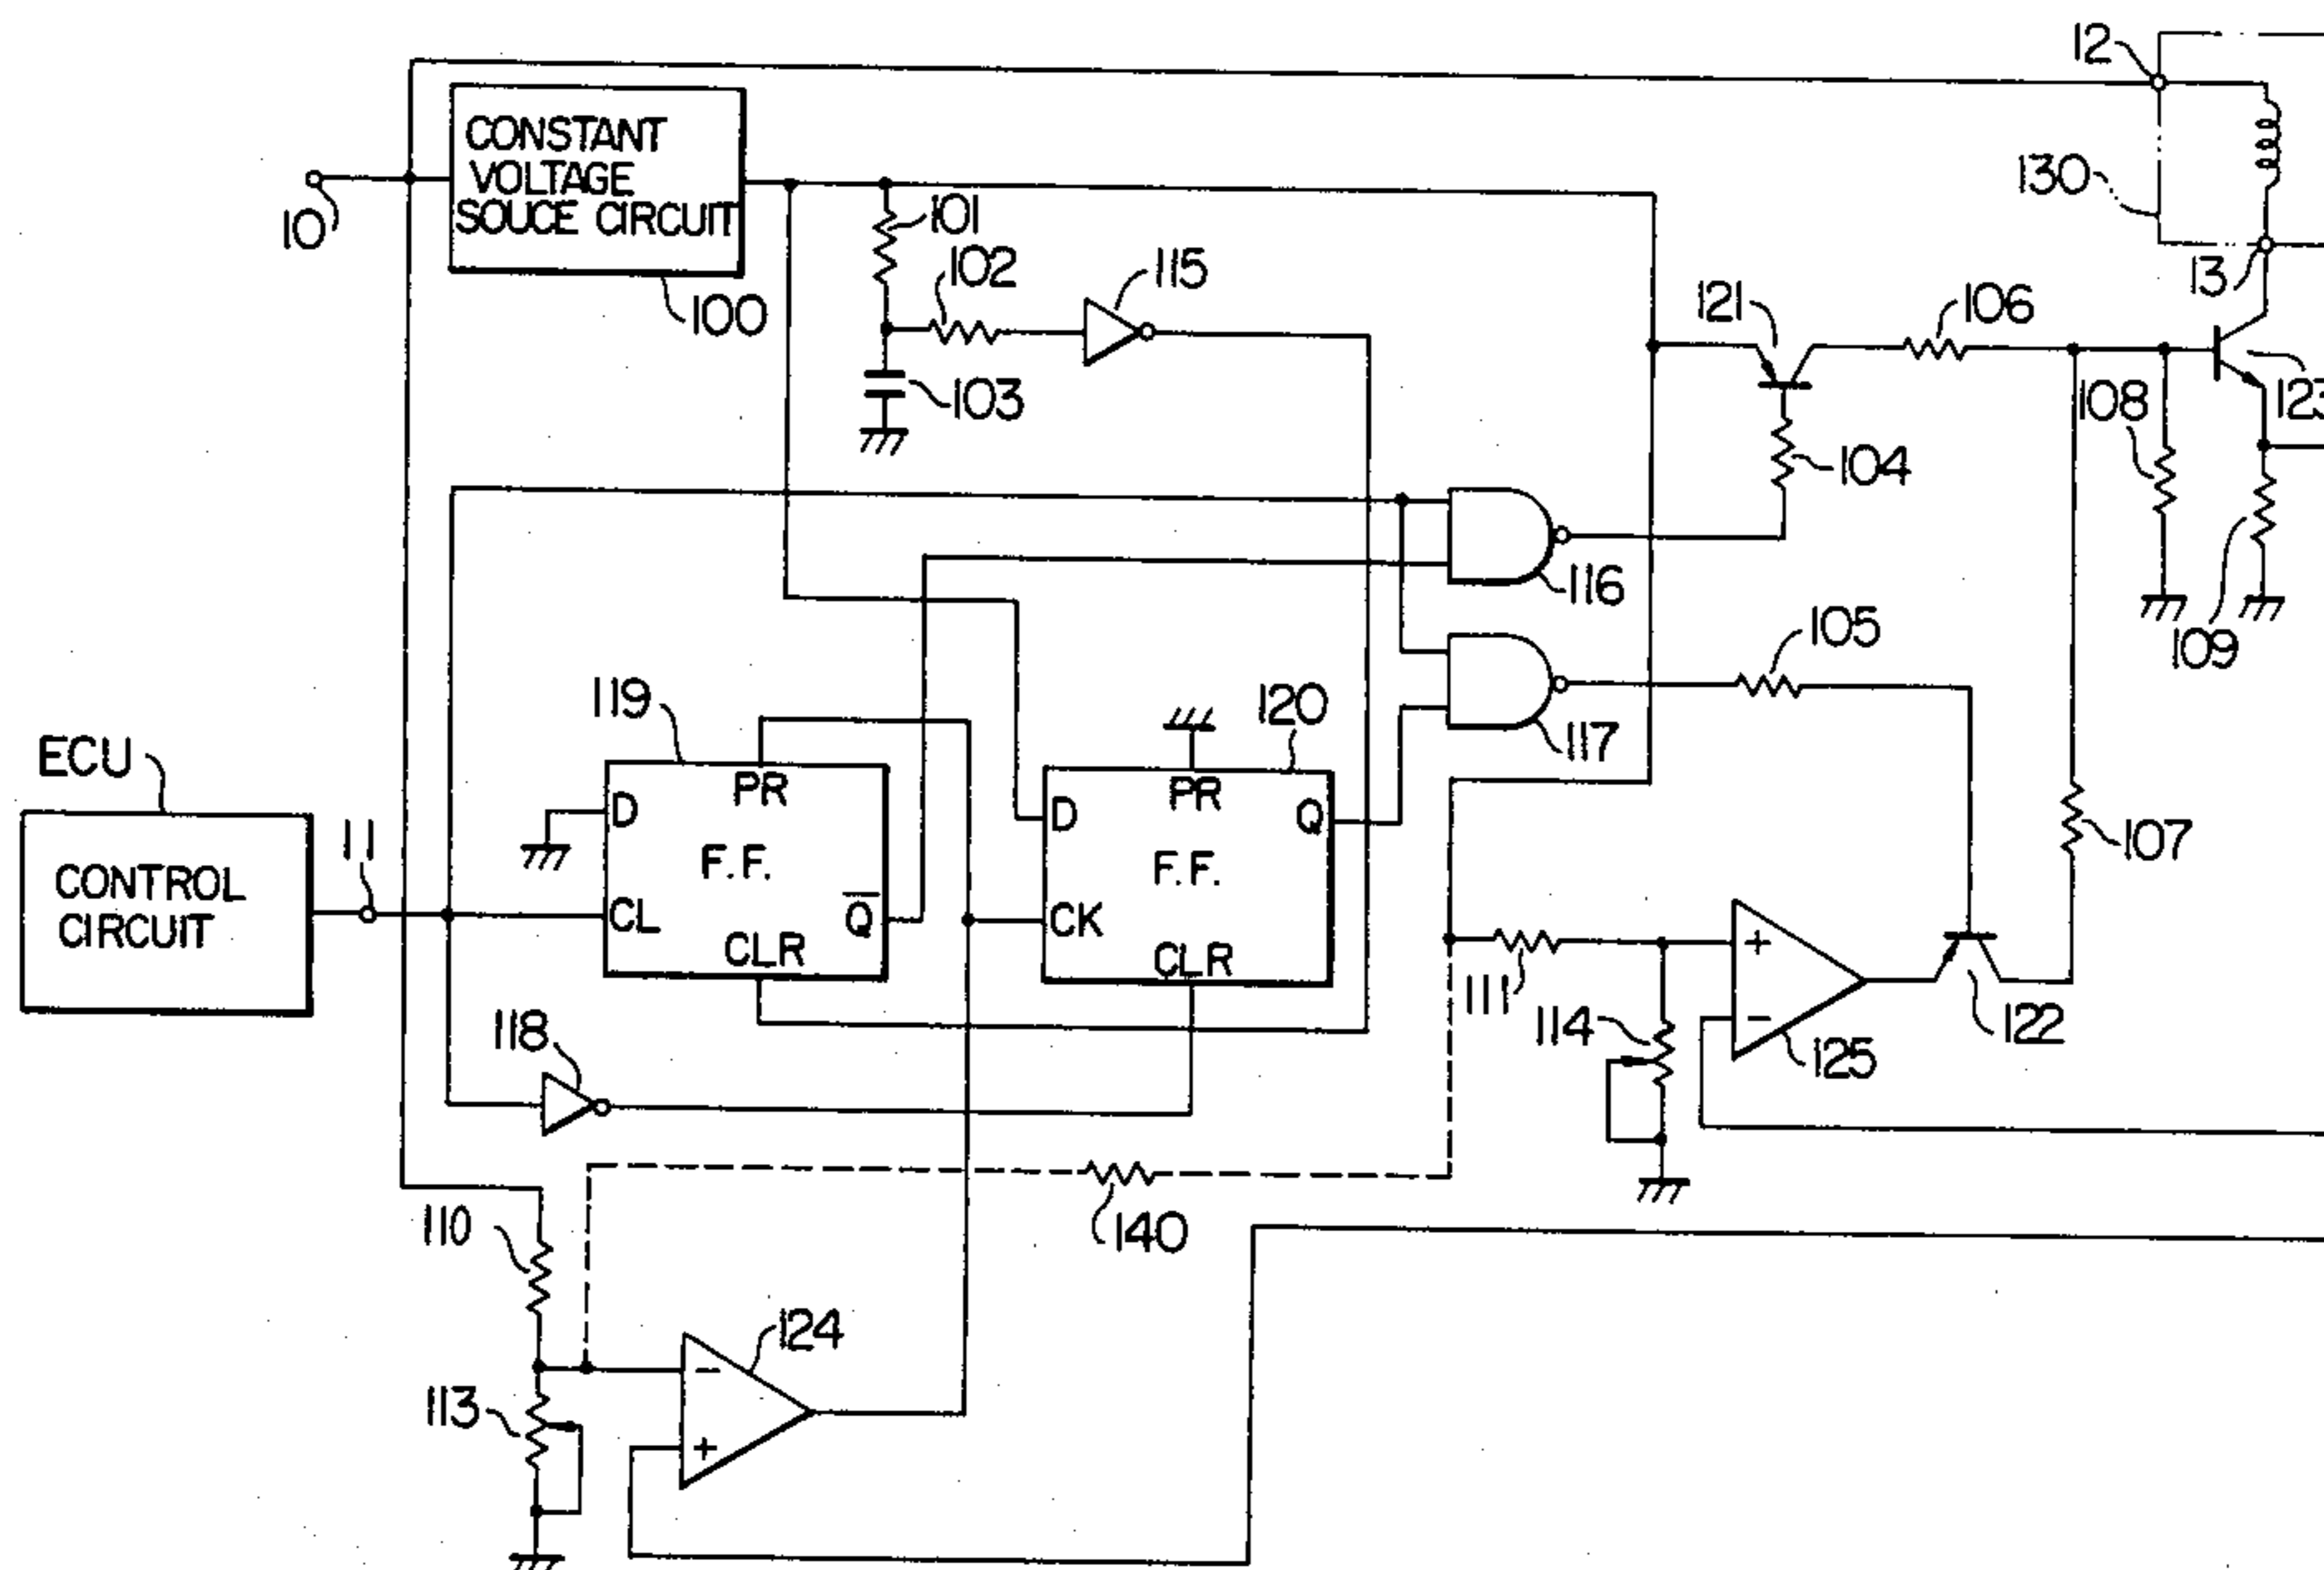 12
CONSTANT
VOLTAGE
SOUCE CIRCUIT
10
100
101
102
115
103
130
13
121
106
108
123
104
116
109
105
117
119
120
ECU
11
CONTROL
CIRCUIT
D
PR
F.F.
CL
Q̅
CLR
D
PR
Q
F.F.
CK
CLR
107
118
111
114
+
−
125
122
110
140
124
113
−
+